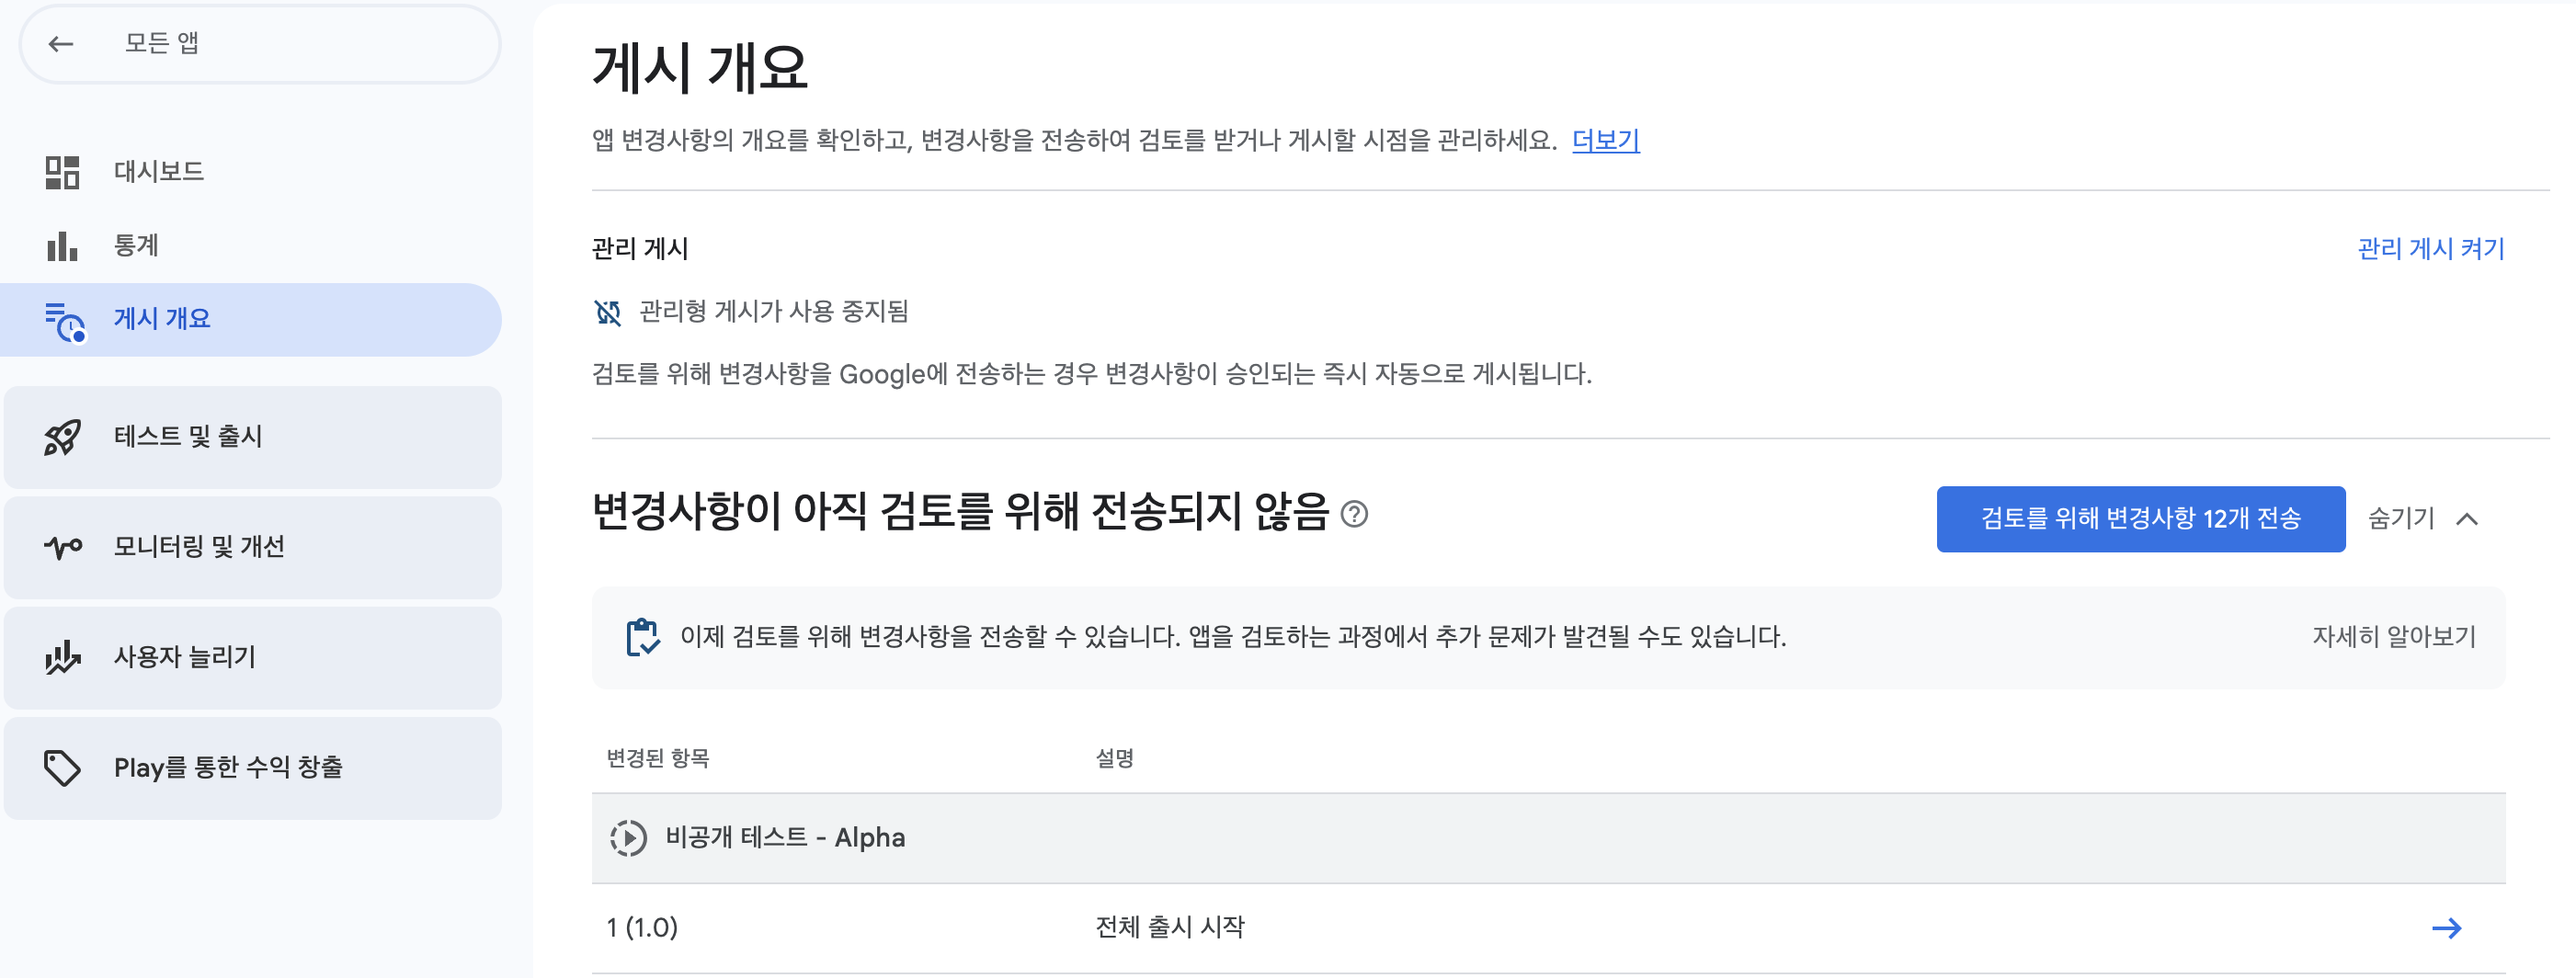 모든 앱
대시보드
통계
게시 개요
테스트 및 출시
모니터링 및 개선
사용자 늘리기
Play를 통한 수익 창출
게시 개요
앱 변경사항의 개요를 확인하고, 변경사항을 전송하여 검토를 받거나 게시할 시점을 관리하세요. 더보기
관리 게시
관리 게시 켜기
관리형 게시가 사용 중지됨
검토를 위해 변경사항을 Google에 전송하는 경우 변경사항이 승인되는 즉시 자동으로 게시됩니다.
변경사항이 아직 검토를 위해 전송되지 않음
검토를 위해 변경사항 12개 전송
숨기기
이제 검토를 위해 변경사항을 전송할 수 있습니다. 앱을 검토하는 과정에서 추가 문제가 발견될 수도 있습니다.
자세히 알아보기
변경된 항목 설명
비공개 테스트 - Alpha
1 (1.0) 전체 출시 시작